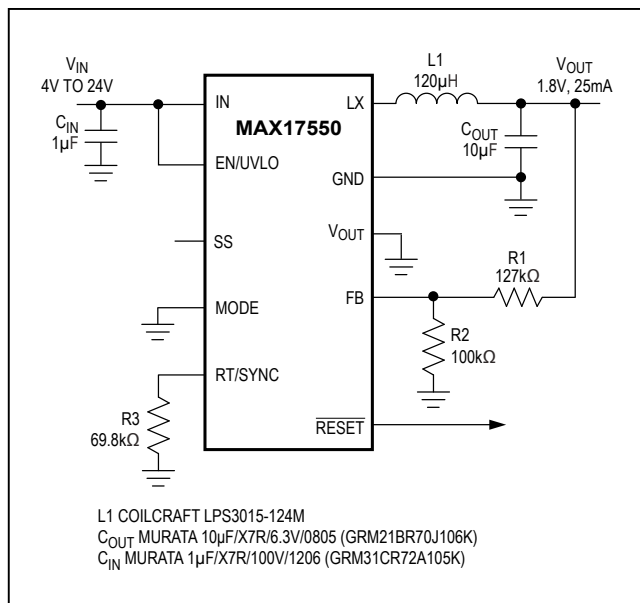 V_IN
4V TO 24V
C_IN
1µF
IN
EN/UVLO
SS
MODE
RT/SYNC
R3
69.8kΩ
MAX17550
LX
GND
V_OUT
FB
RESET
L1
120µH
V_OUT
1.8V, 25mA
C_OUT
10µF
R1
127kΩ
R2
100kΩ
L1 COILCRAFT LPS3015-124M
C_OUT MURATA 10µF/X7R/6.3V/0805 (GRM21BR70J106K)
C_IN MURATA 1µF/X7R/100V/1206 (GRM31CR72A105K)